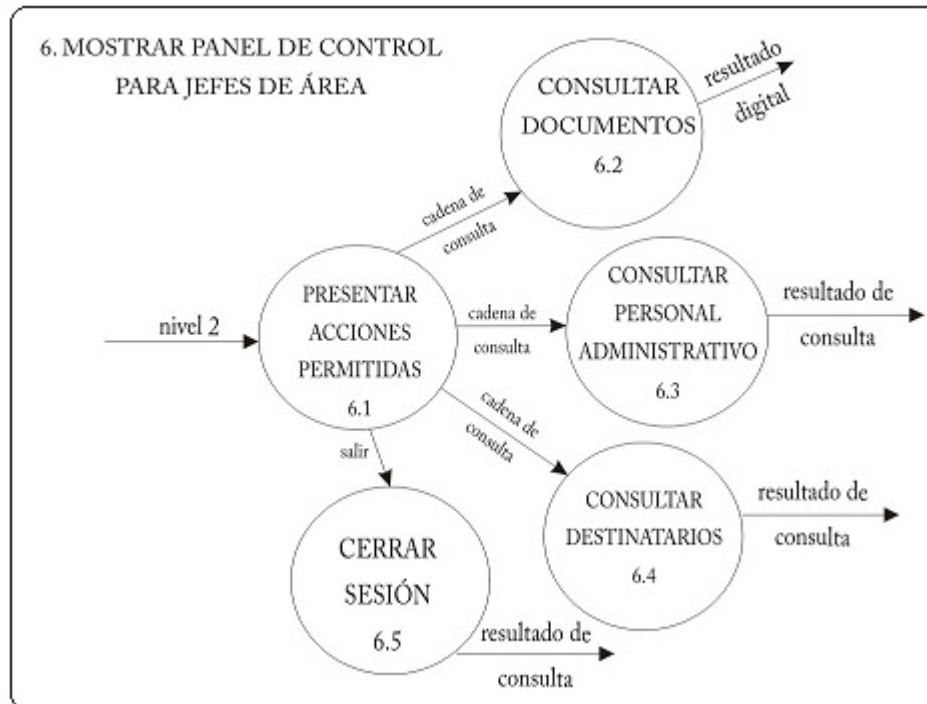 6. MOSTRAR PANEL DE CONTROL
PARA JEFES DE ÁREA
CONSULTAR
DOCUMENTOS
6.2
resultado
digital
cadena de
consulta
nivel 2
PRESENTAR
ACCIONES
PERMITIDAS
6.1
cadena de
consulta
CONSULTAR
PERSONAL
ADMINISTRATIVO
6.3
resultado de
consulta
cadena de
consulta
CONSULTAR
DESTINATARIOS
6.4
resultado de
consulta
salir
CERRAR
SESIÓN
6.5
resultado de
consulta